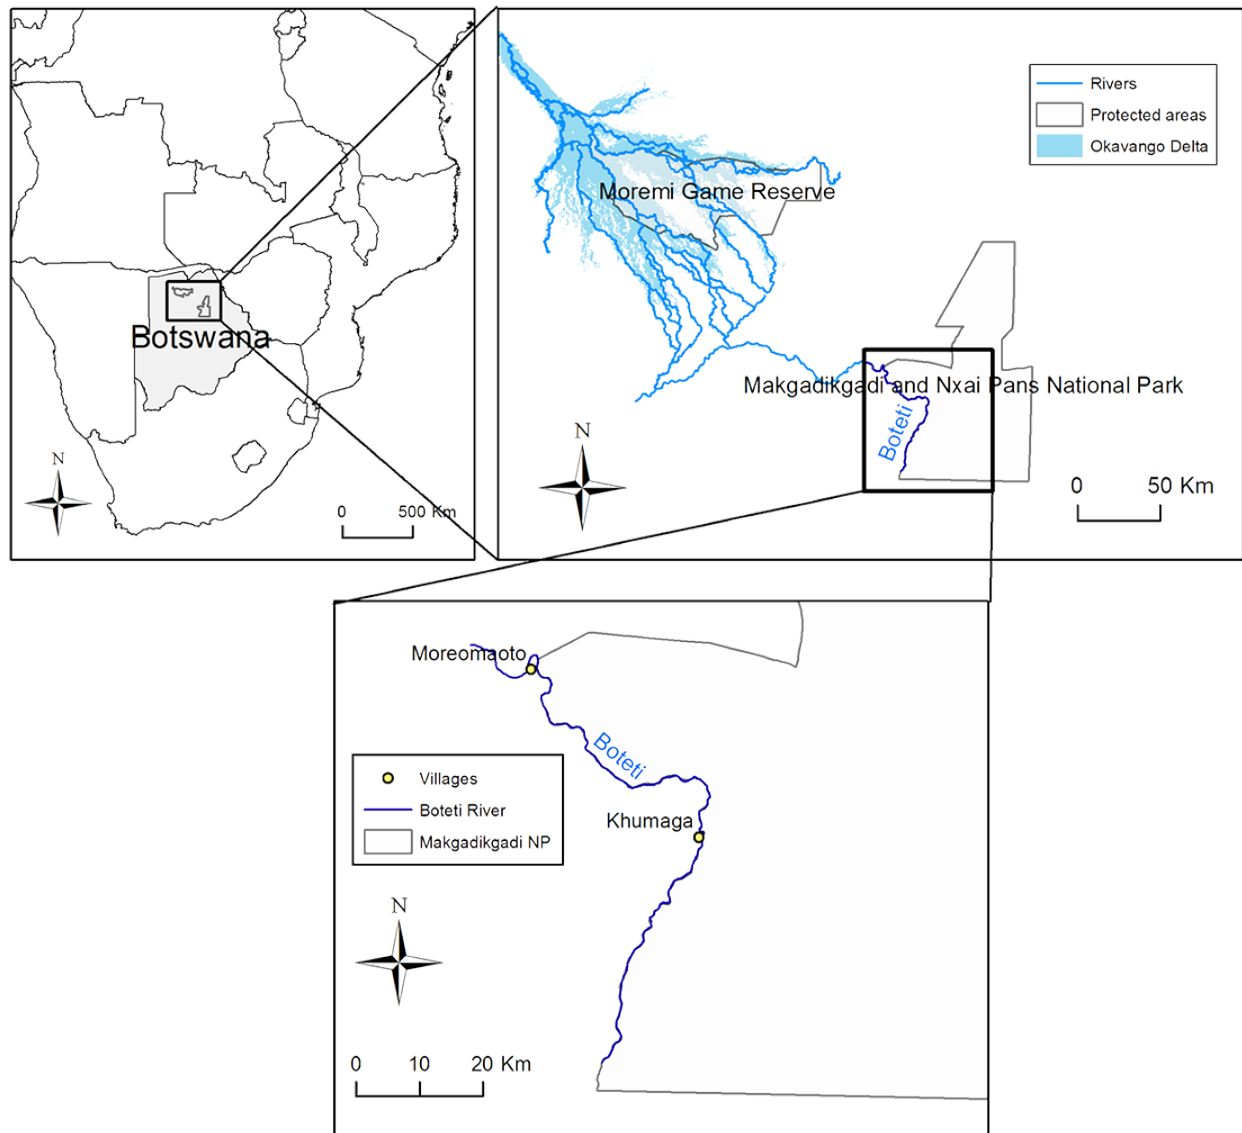 Botswana
N
0 500 Km
Rivers
Protected areas
Okavango Delta
Moremi Game Reserve
Makgadikgadi and Nxai Pans National Park
Boteti
N
0 50 Km
Moreomaoto
Boteti
Khumaga
Villages
Boteti River
Makgadikgadi NP
N
0 10 20 Km